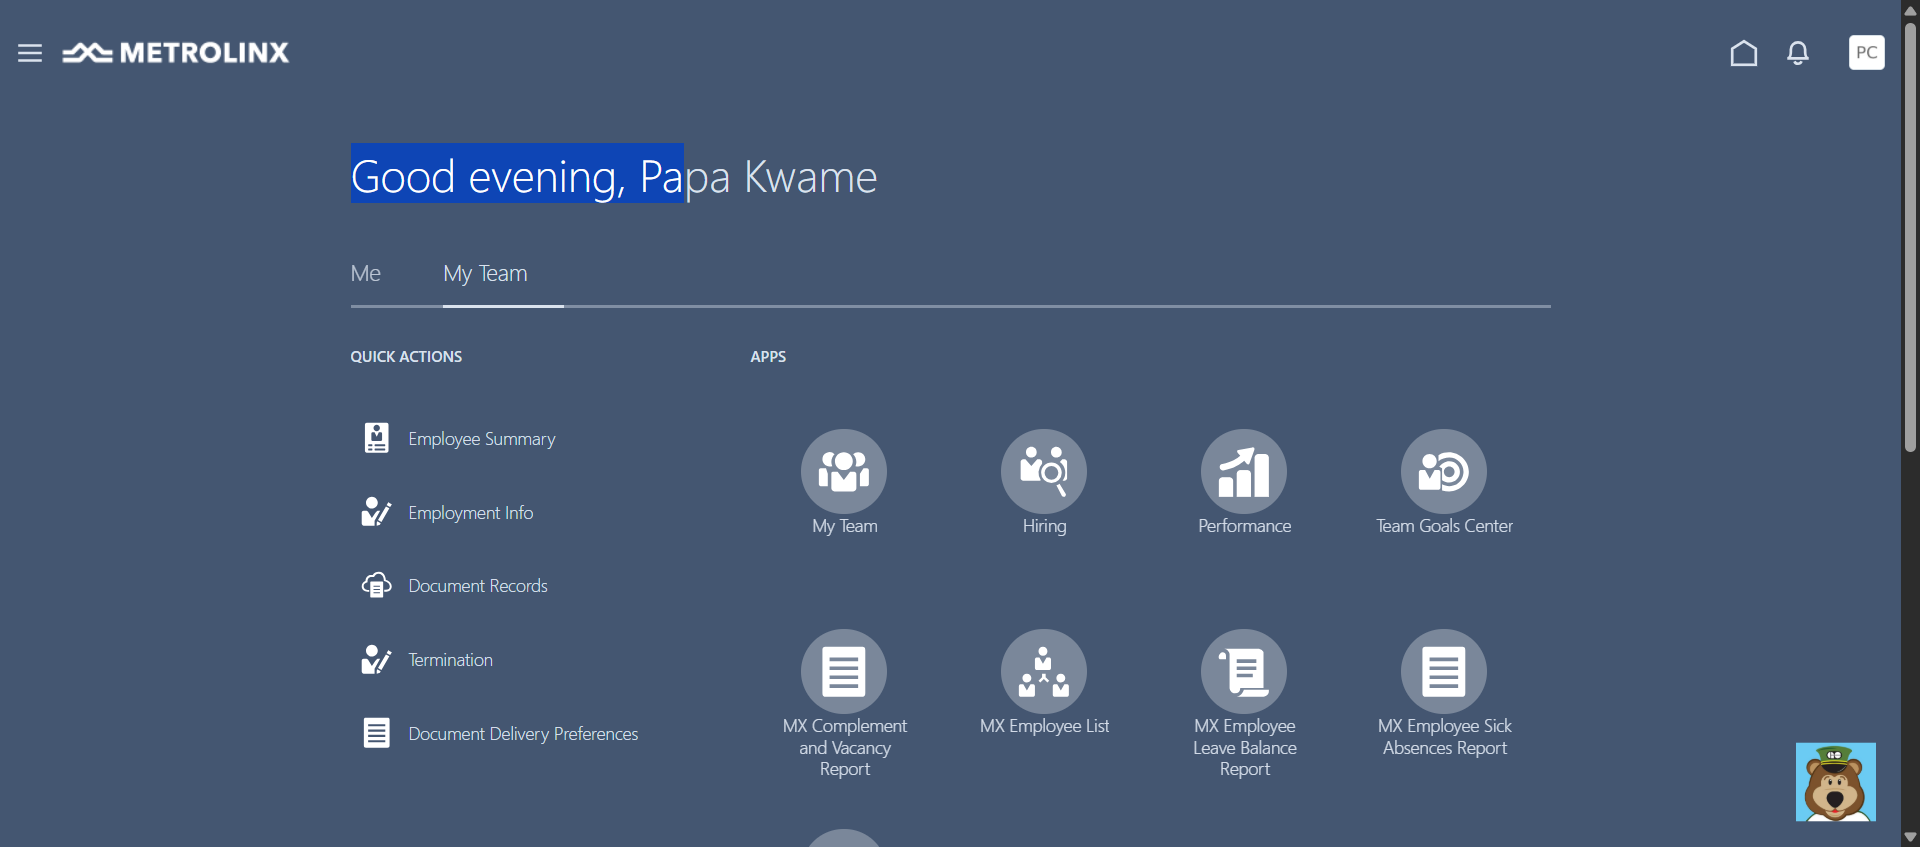 METROLINX
PC
Good evening, Papa Kwame
Me
My Team
QUICK ACTIONS
Employee Summary
Employment Info
Document Records
Termination
Document Delivery Preferences
APPS
My Team
Hiring
Performance
Team Goals Center
MX Complement
and Vacancy
Report
MX Employee List
MX Employee
Leave Balance
Report
MX Employee Sick
Absences Report